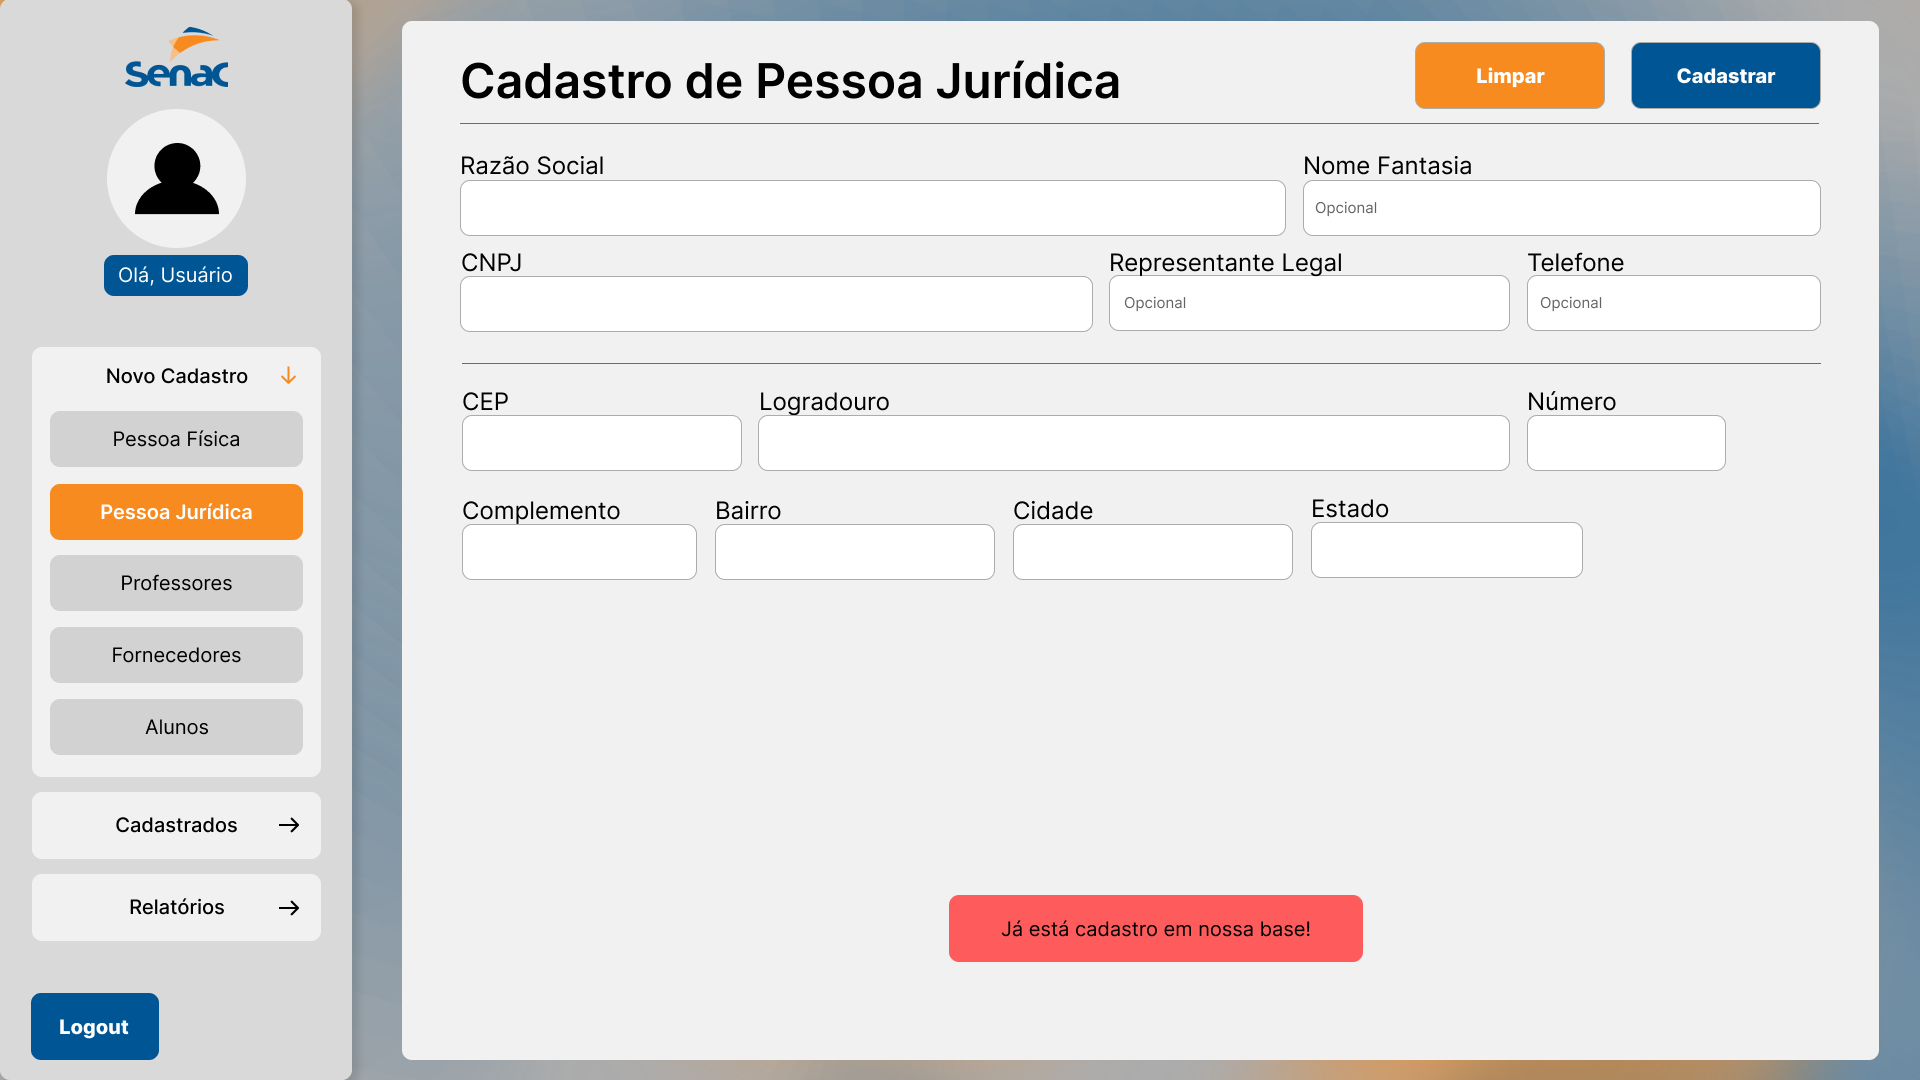 Senac
Olá, Usuário
Novo Cadastro
Pessoa Física
Pessoa Jurídica
Professores
Fornecedores
Alunos
Cadastrados
Relatórios
Logout
Cadastro de Pessoa Jurídica
Limpar
Cadastrar
Razão Social
Nome Fantasia
Opcional
CNPJ
Representante Legal
Telefone
Opcional
Opcional
CEP
Logradouro
Número
Complemento
Bairro
Cidade
Estado
Já está cadastro em nossa base!